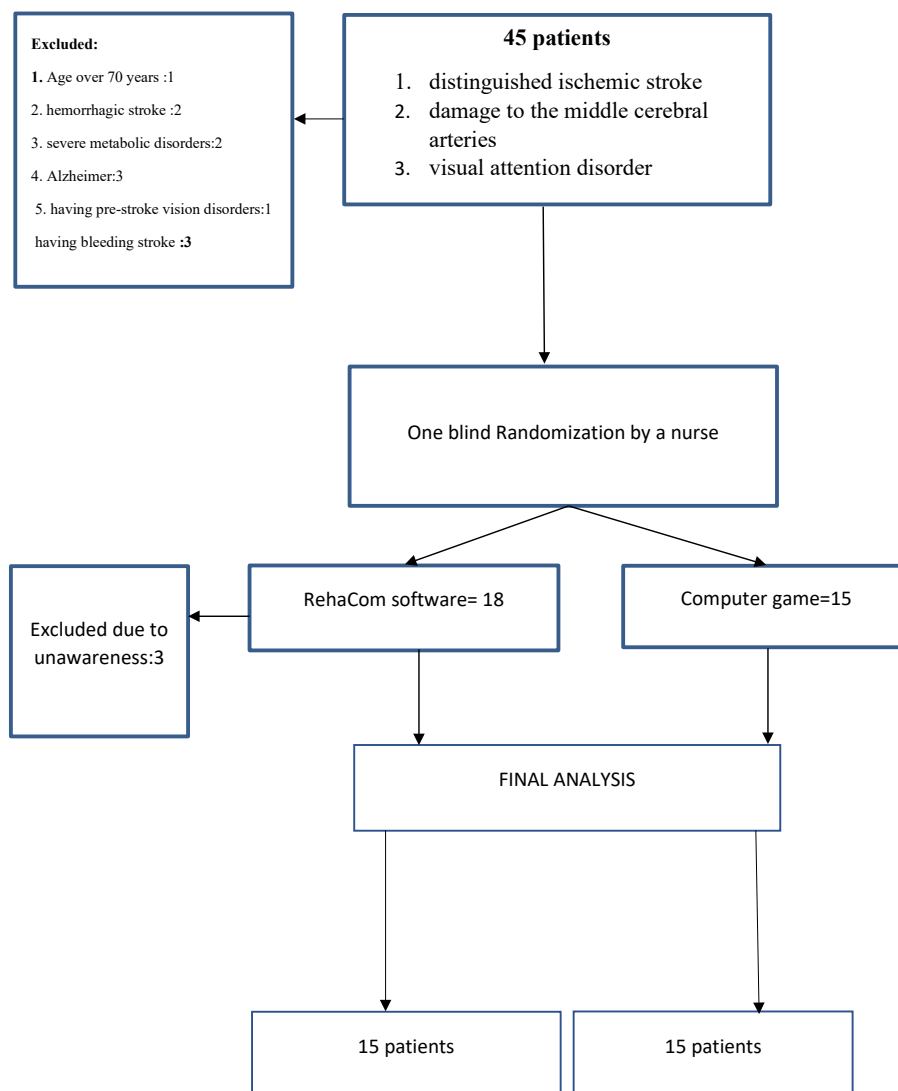 45 patients
1. distinguished ischemic stroke
2. damage to the middle cerebral
arteries
3. visual attention disorder
Excluded:
1. Age over 70 years :1
2. hemorrhagic stroke :2
3. severe metabolic disorders:2
4. Alzheimer:3
5. having pre-stroke vision disorders:1
having bleeding stroke :3
One blind Randomization by a nurse
RehaCom software= 18
Computer game=15
Excluded due to
unawareness:3
FINAL ANALYSIS
15 patients
15 patients